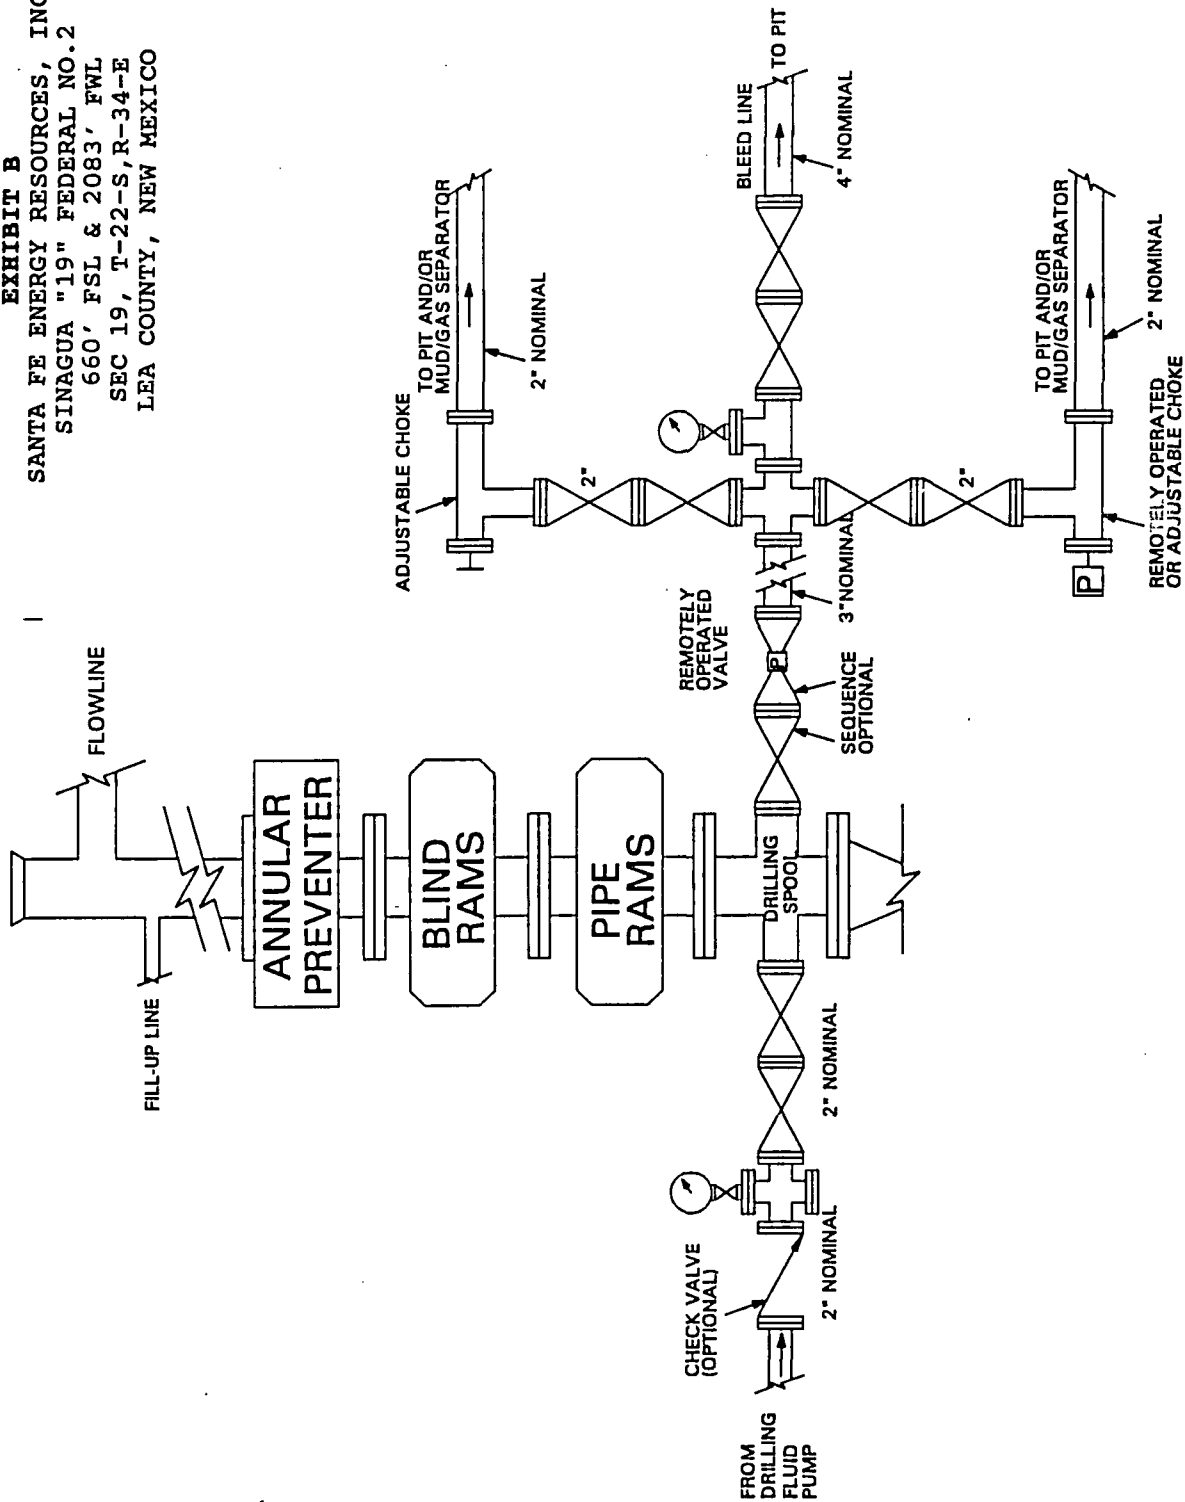 EXHIBIT B
SANTA FE ENERGY RESOURCES, INC
SINAGUA "19" FEDERAL NO.2
660' FSL & 2083' FWL
SEC 19, T-22-S, R-34-E
LEA COUNTY, NEW MEXICO
FLOWLINE
FILL-UP LINE
ANNULAR
PREVENTER
BLIND
RAMS
PIPE
RAMS
DRILLING
SPOOL
FROM
DRILLING
FLUID
PUMP
CHECK VALVE
(OPTIONAL)
2" NOMINAL
2" NOMINAL
REMOTELY
OPERATED
VALVE
P
SEQUENCE
OPTIONAL
3" NOMINAL
ADJUSTABLE CHOKE
TO PIT AND/OR
MUD/GAS SEPARATOR
2" NOMINAL
2"
BLEED LINE
TO PIT
4" NOMINAL
2"
TO PIT AND/OR
MUD/GAS SEPARATOR
2" NOMINAL
P
REMOTELY OPERATED
OR ADJUSTABLE CHOKE